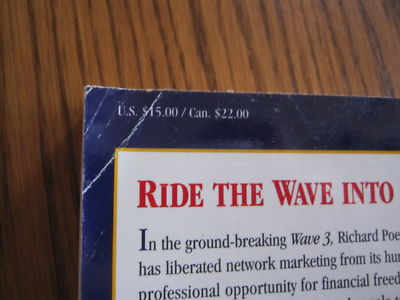 U.S. $15.00 / Can. $22.00
RIDE THE WAVE INTO
In the ground-breaking Wave 3, Richard Poe
has liberated network marketing from its hum
professional opportunity for financial freed